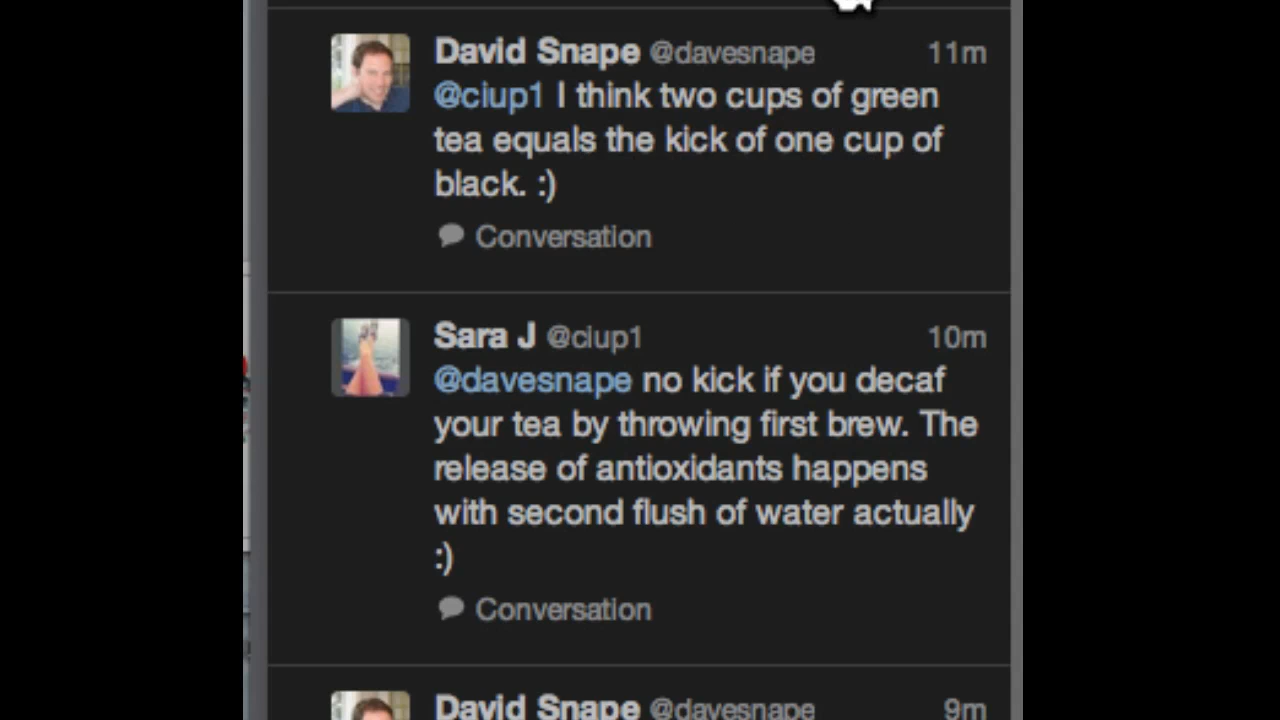 David Snape @davesnape 11m
@ciup1 I think two cups of green
tea equals the kick of one cup of
black. :)
Conversation
Sara J @ciup1 10m
@davesnape no kick if you decaf
your tea by throwing first brew. The
release of antioxidants happens
with second flush of water actually
:)
Conversation
David Snape @davesnape 9m